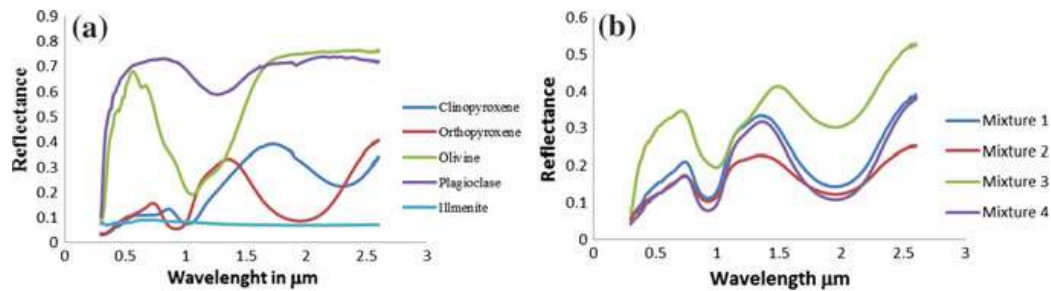 (a)
0.9
0.8
0.7
0.6
0.5
0.4
0.3
0.2
0.1
0
Reflectance
0
0.5
1
1.5
2
2.5
3
Wavelenght in μm
Clinopyroxene
Orthopyroxene
Olivine
Plagioclase
Illmenite
(b)
0.6
0.5
0.4
0.3
0.2
0.1
0
Reflectance
0
0.5
1
1.5
2
2.5
3
Wavelength μm
Mixture 1
Mixture 2
Mixture 3
Mixture 4